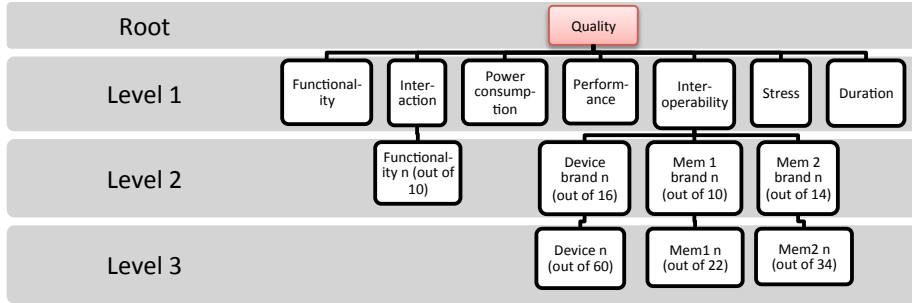 Root
Quality
Level 1
Functional-
ity
Inter-
action
Power
consump-
tion
Perform-
ance
Inter-
operability
Stress
Duration
Level 2
Functional-
ity n (out of
10)
Device
brand n
(out of 16)
Mem 1
brand n
(out of 10)
Mem 2
brand n
(out of 14)
Level 3
Device n
(out of 60)
Mem1 n
(out of 22)
Mem2 n
(out of 34)